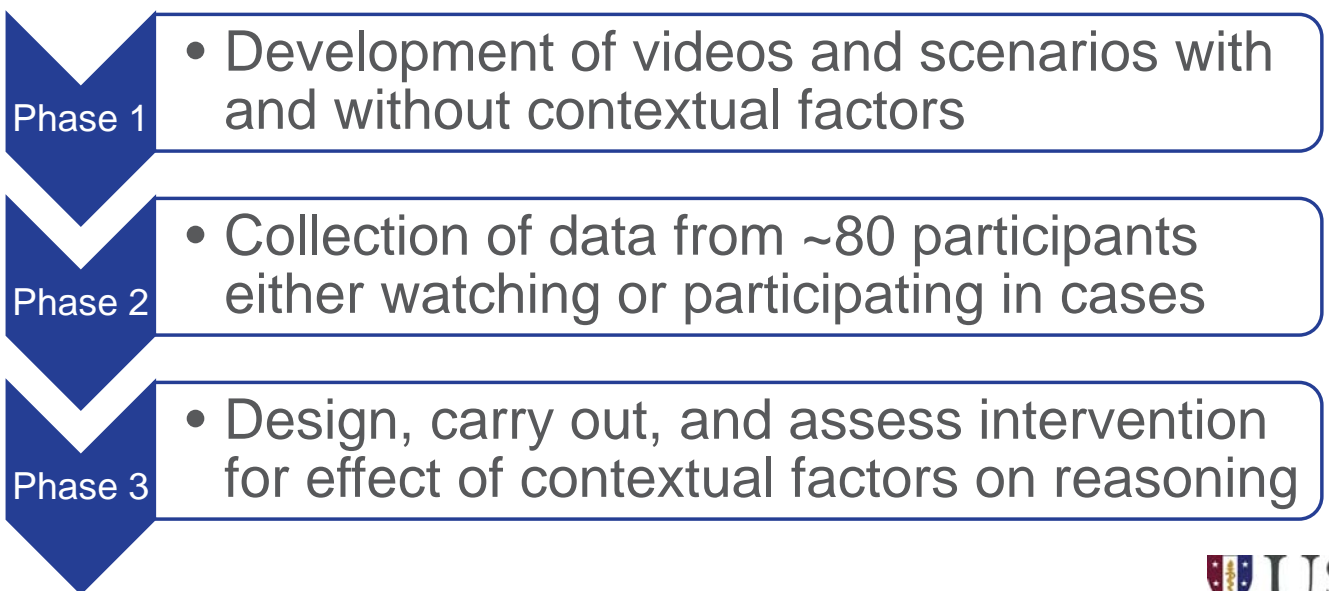 Phase 1
• Development of videos and scenarios with
and without contextual factors
Phase 2
• Collection of data from ~80 participants
either watching or participating in cases
Phase 3
• Design, carry out, and assess intervention
for effect of contextual factors on reasoning